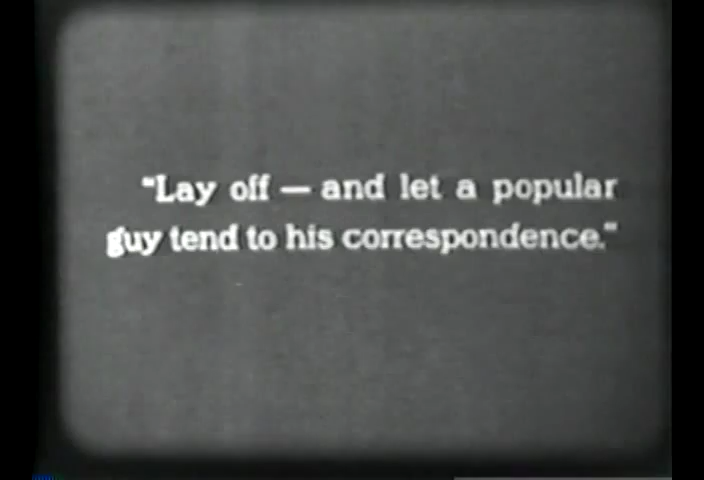 "Lay off — and let a popular
guy tend to his correspondence."